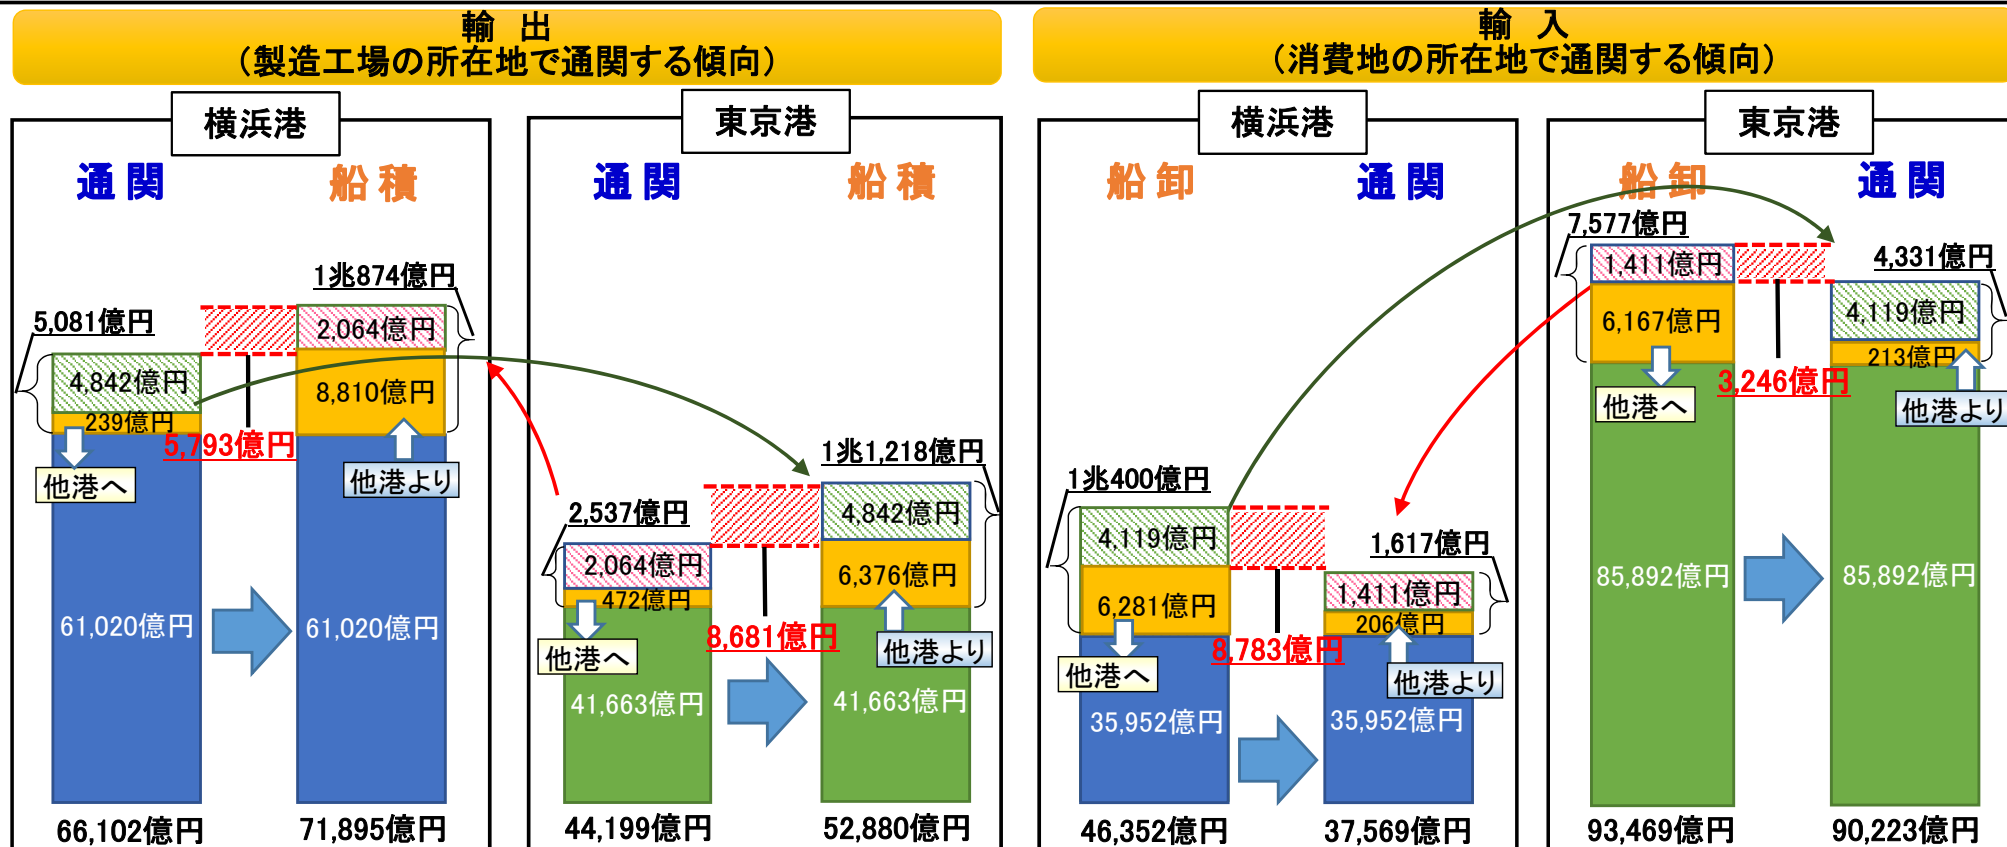 輸 出
（製造工場の所在地で通関する傾向）
横浜港
通 関
船 積
1兆874億円
5,081億円
2,064億円
4,842億円
8,810億円
239億円
5,793億円
他港へ
他港より
61,020億円
61,020億円
66,102億円
71,895億円
東京港
通 関
船 積
1兆1,218億円
2,537億円
4,842億円
2,064億円
6,376億円
472億円
8,681億円
他港へ
他港より
41,663億円
41,663億円
44,199億円
52,880億円
輸 入
（消費地の所在地で通関する傾向）
横浜港
船 卸
通 関
1兆400億円
4,119億円
1,617億円
1,411億円
6,281億円
206億円
8,783億円
他港へ
他港より
35,952億円
35,952億円
46,352億円
37,569億円
東京港
船 卸
通 関
7,577億円
4,331億円
1,411億円
4,119億円
6,167億円
213億円
3,246億円
他港へ
他港より
85,892億円
85,892億円
93,469億円
90,223億円